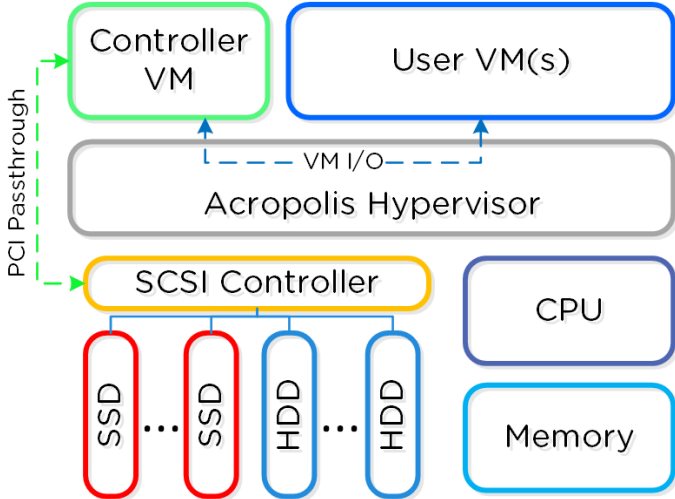 Controller
VM
User VM(s)
PCI Passthrough
VM I/O
Acropolis Hypervisor
SCSI Controller
CPU
SSD
...
SSD
HDD
...
HDD
Memory